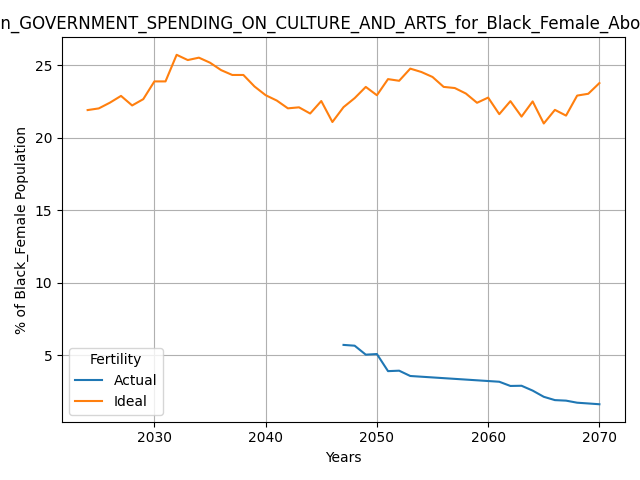 n_GOVERNMENT_SPENDING_ON_CULTURE_AND_ARTS_for_Black_Female_Abo
% of Black_Female Population
25
20
15
10
5
Fertility
Actual
Ideal
2030 2040 2050 2060 2070
Years